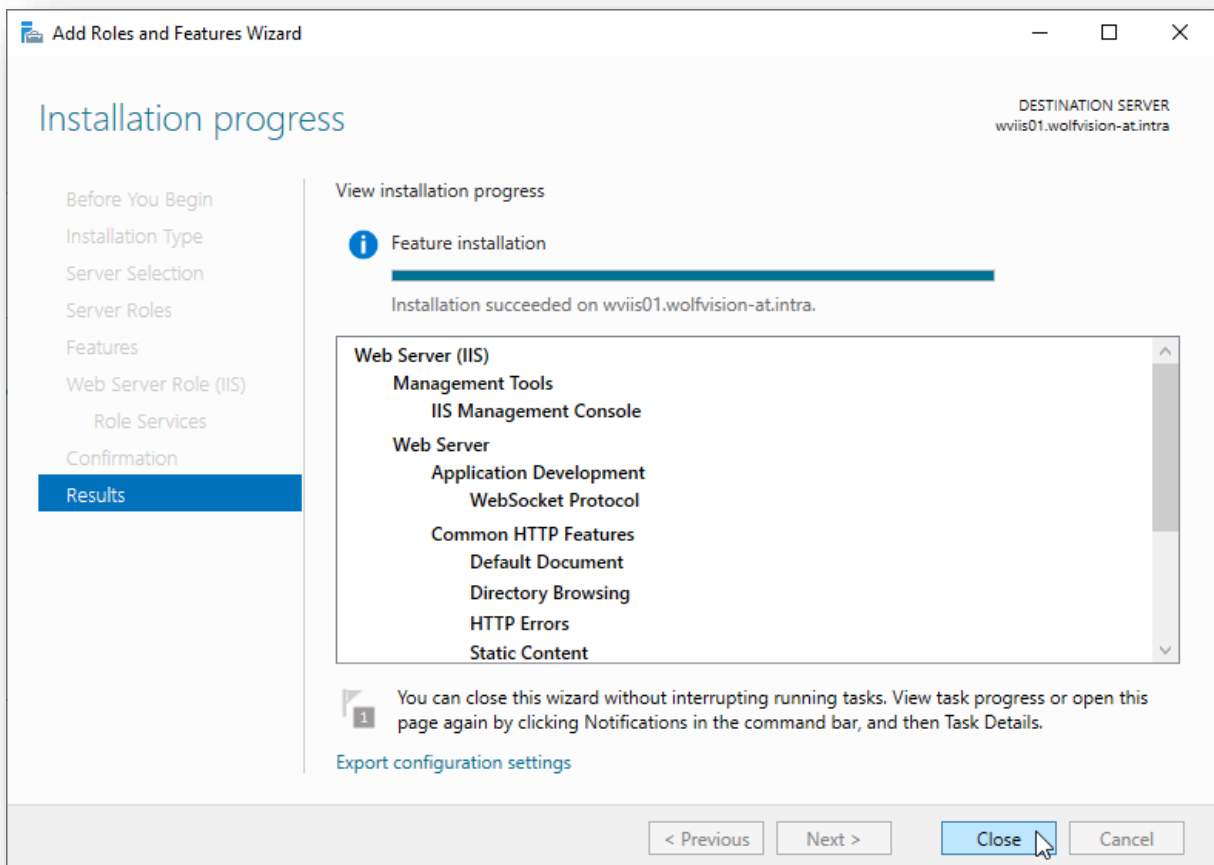 Add Roles and Features Wizard
Installation progress
DESTINATION SERVER
wviis01.wolfvision-at.intra
Before You Begin
Installation Type
Server Selection
Server Roles
Features
Web Server Role (IIS)
Role Services
Confirmation
Results
View installation progress
Feature installation
Installation succeeded on wviis01.wolfvision-at.intra.
Web Server (IIS)
Management Tools
IIS Management Console
Web Server
Application Development
WebSocket Protocol
Common HTTP Features
Default Document
Directory Browsing
HTTP Errors
Static Content
1
You can close this wizard without interrupting running tasks. View task progress or open this
page again by clicking Notifications in the command bar, and then Task Details.
Export configuration settings
< Previous
Next >
Close
Cancel